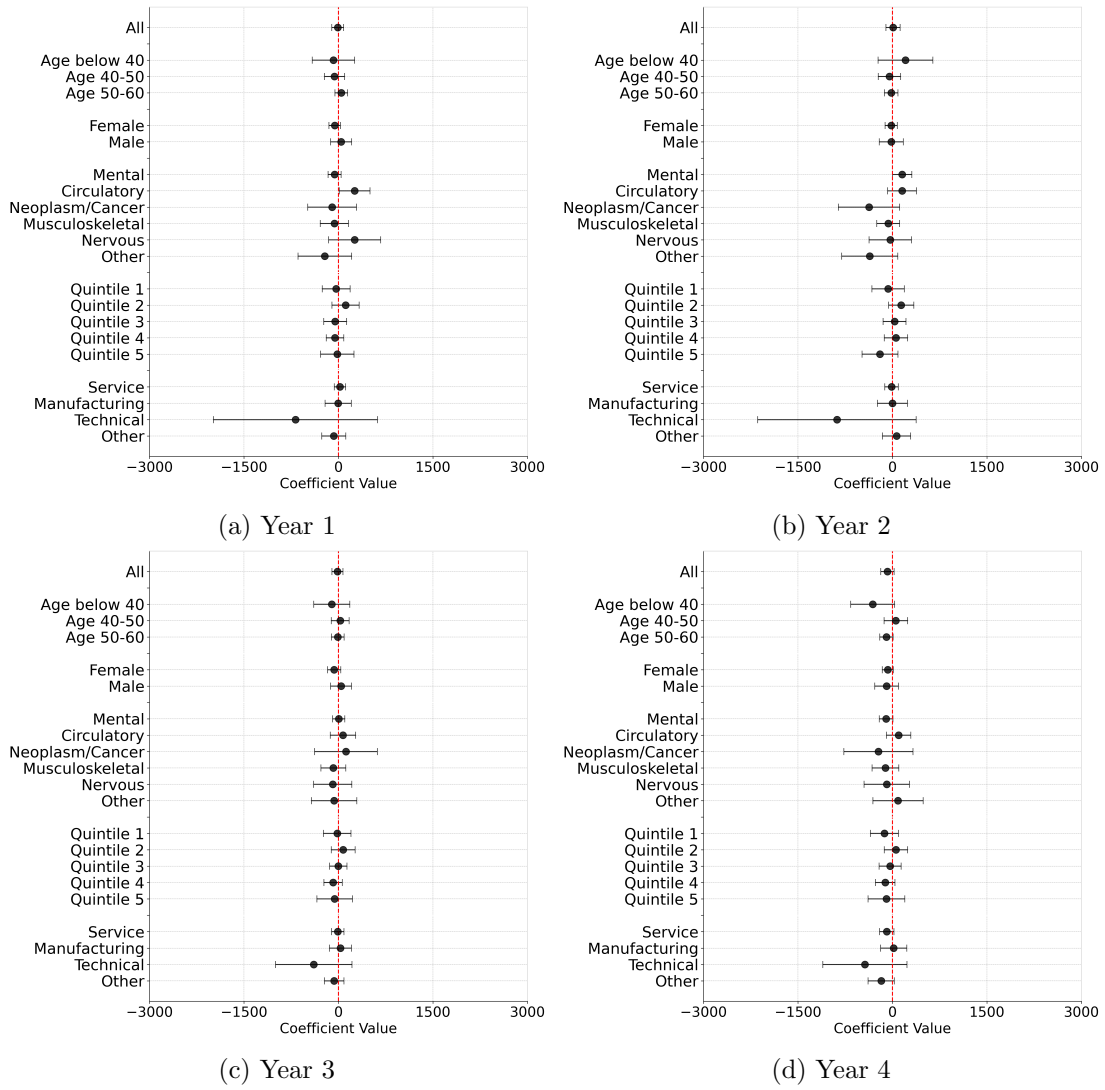 All
Age below 40
Age 40-50
Age 50-60
Female
Male
Mental
Circulatory
Neoplasm/Cancer
Musculoskeletal
Nervous
Other
Quintile 1
Quintile 2
Quintile 3
Quintile 4
Quintile 5
Service
Manufacturing
Technical
Other
−3000 −1500 0 1500 3000
Coefficient Value
(a) Year 1
All
Age below 40
Age 40-50
Age 50-60
Female
Male
Mental
Circulatory
Neoplasm/Cancer
Musculoskeletal
Nervous
Other
Quintile 1
Quintile 2
Quintile 3
Quintile 4
Quintile 5
Service
Manufacturing
Technical
Other
−3000 −1500 0 1500 3000
Coefficient Value
(b) Year 2
All
Age below 40
Age 40-50
Age 50-60
Female
Male
Mental
Circulatory
Neoplasm/Cancer
Musculoskeletal
Nervous
Other
Quintile 1
Quintile 2
Quintile 3
Quintile 4
Quintile 5
Service
Manufacturing
Technical
Other
−3000 −1500 0 1500 3000
Coefficient Value
(c) Year 3
All
Age below 40
Age 40-50
Age 50-60
Female
Male
Mental
Circulatory
Neoplasm/Cancer
Musculoskeletal
Nervous
Other
Quintile 1
Quintile 2
Quintile 3
Quintile 4
Quintile 5
Service
Manufacturing
Technical
Other
−3000 −1500 0 1500 3000
Coefficient Value
(d) Year 4